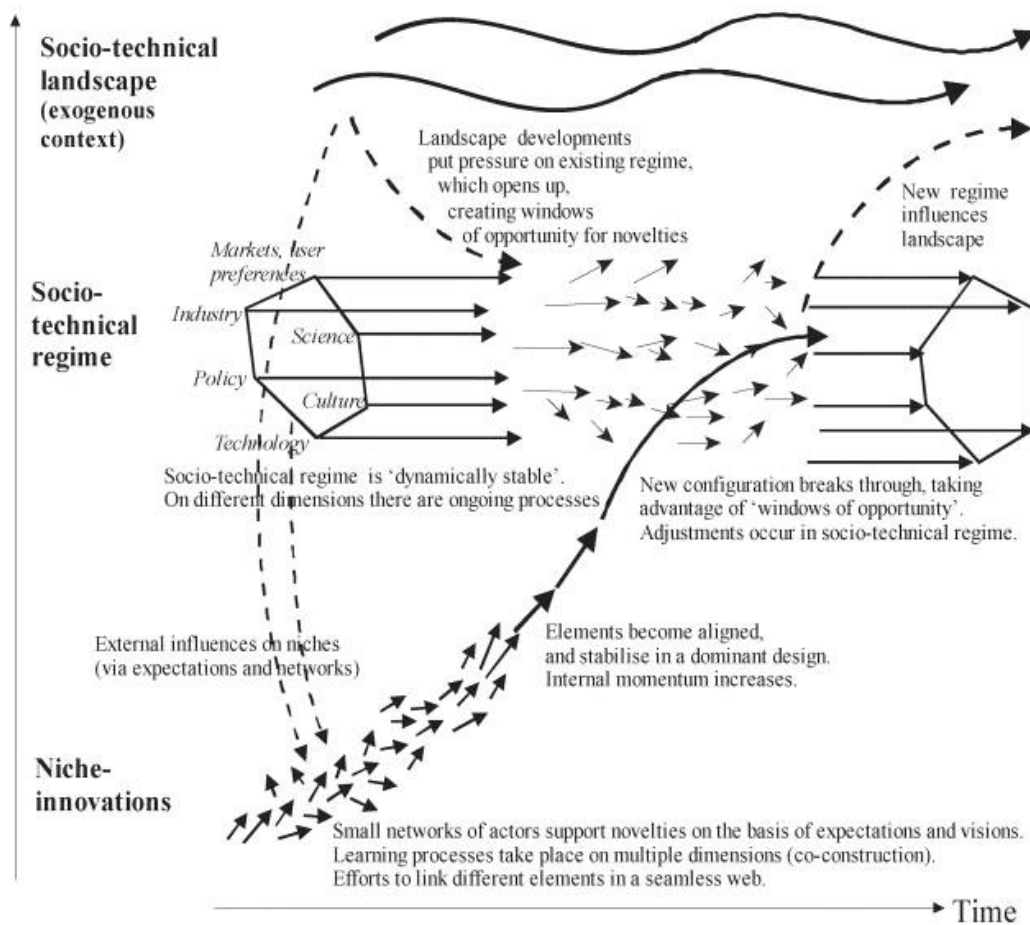 Socio-technical
landscape
(exogenous
context)
Landscape developments
put pressure on existing regime,
which opens up,
creating windows
of opportunity for novelties
New regime
influences
landscape
Markets, user
preferences
Socio-
technical
regime
Industry
Science
Policy
Culture
Technology
Socio-technical regime is ‘dynamically stable’.
On different dimensions there are ongoing processes
New configuration breaks through, taking
advantage of ‘windows of opportunity’.
Adjustments occur in socio-technical regime.
External influences on niches
(via expectations and networks)
Elements become aligned,
and stabilise in a dominant design.
Internal momentum increases.
Niche-
innovations
Small networks of actors support novelties on the basis of expectations and visions.
Learning processes take place on multiple dimensions (co-construction).
Efforts to link different elements in a seamless web.
Time